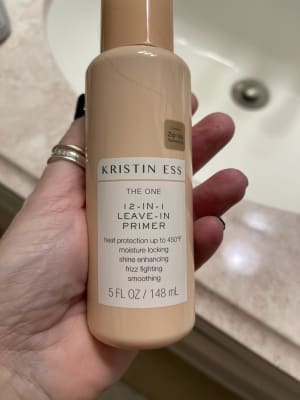 KRISTIN ESS
THE ONE
12-IN-1
LEAVE-IN
PRIMER
heat protection up to 450°F
moisture locking
shine enhancing
frizz fighting
smoothing
5 FL OZ / 148 mL